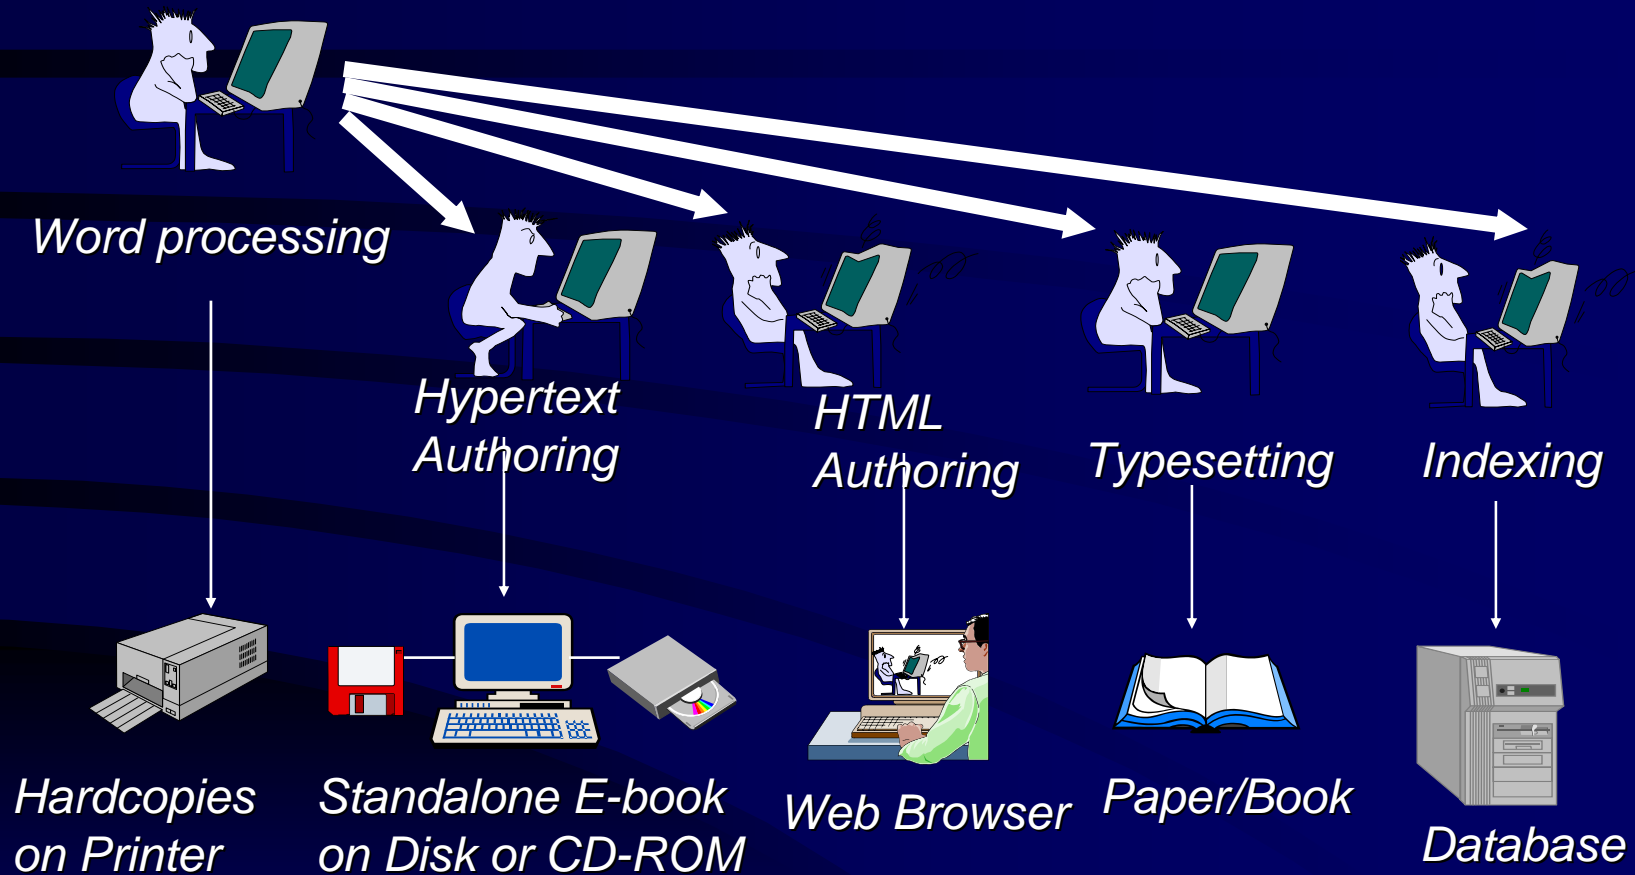 Word processing
Hypertext
Authoring
HTML
Authoring
Typesetting
Indexing
Hardcopies
on Printer
Standalone E-book
on Disk or CD-ROM
Web Browser
Paper/Book
Database